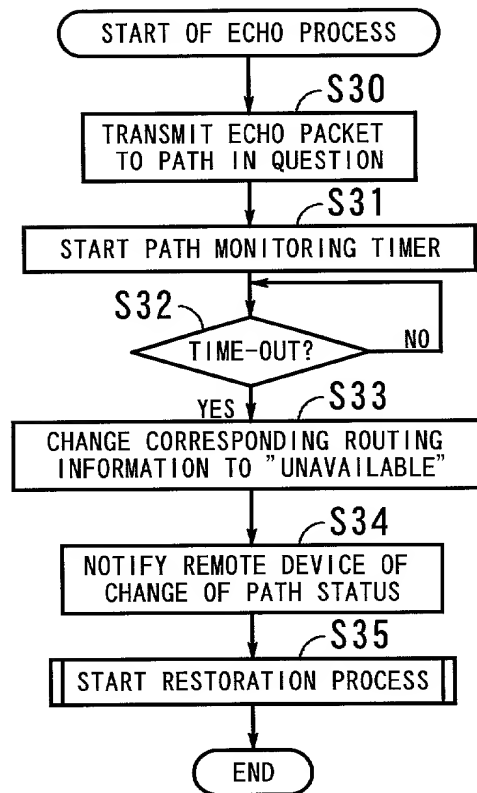 START OF ECHO PROCESS
S30
TRANSMIT ECHO PACKET
TO PATH IN QUESTION
S31
START PATH MONITORING TIMER
S32
TIME-OUT?
NO
YES
S33
CHANGE CORRESPONDING ROUTING
INFORMATION TO "UNAVAILABLE"
S34
NOTIFY REMOTE DEVICE OF
CHANGE OF PATH STATUS
S35
START RESTORATION PROCESS
END